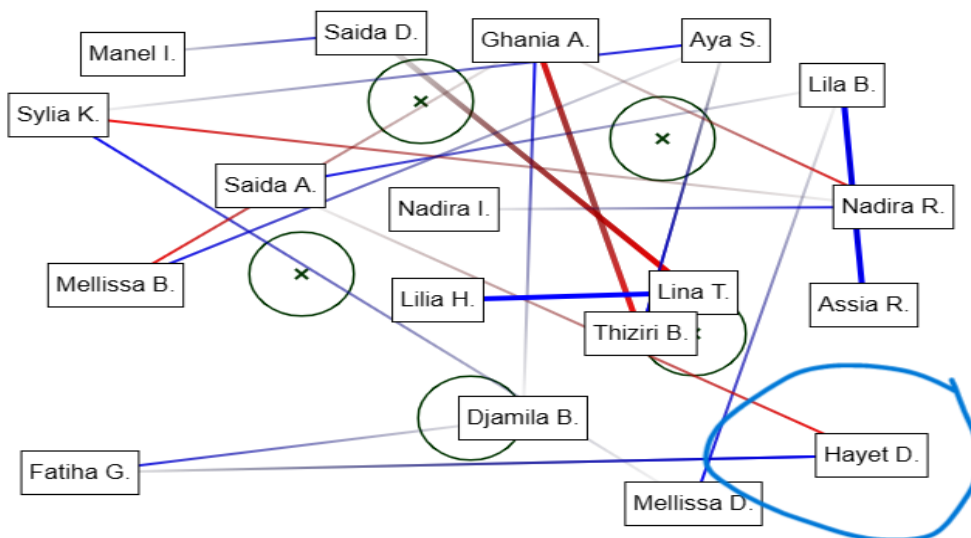 Manel I.
Saida D.
Ghania A.
Aya S.
Lila B.
Sylia K.
Saida A.
Nadira I.
Nadira R.
Mellissa B.
Lilia H.
Lina T.
Assia R.
Thiziri B.
Djamila B.
Hayet D.
Fatiha G.
Mellissa D.